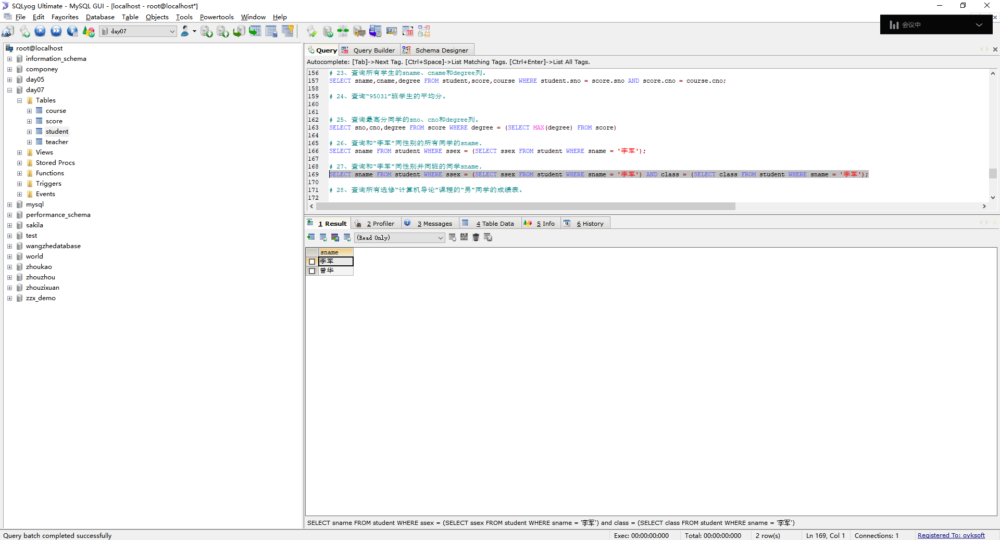 SQLyog Ultimate - MySQL GUI - [localhost - root@localhost*]
File Edit Favorites Database Table Objects Tools Powertools Window Help
会议中
day07
root@localhost
information_schema
componey
day05
day07
Tables
course
score
student
teacher
Views
Stored Procs
Functions
Triggers
Events
mysql
performance_schema
sakila
test
wangzhedatabase
world
zhoukao
zhouzhou
zhouzixuan
zzx_demo
Query Query Builder Schema Designer
Autocomplete: [Tab]->Next Tag. [Ctrl+Space]->List Matching Tags. [Ctrl+Enter]->List All Tags.
156 # 23、查询所有学生的sname、cname和degree列。
157 SELECT sname,cname,degree FROM student,score,course WHERE student.sno = score.sno AND score.cno = course.cno;
158
159 # 24、查询“95031”班学生的平均分。
160
161
162 # 25、查询最高分同学的sno、cno和degree列。
163 SELECT sno,cno,degree FROM score WHERE degree = (SELECT MAX(degree) FROM score)
164
165 # 26、查询和“李军”同性别的所有同学的sname.
166 SELECT sname FROM student WHERE ssex = (SELECT ssex FROM student WHERE sname = '李军');
167
168 # 27、查询和“李军”同性别并同班的同学sname.
169 SELECT sname FROM student WHERE ssex = (SELECT ssex FROM student WHERE sname = '李军') AND class = (SELECT class FROM student WHERE sname = '李军');
170
171 # 28、查询所有选修“计算机导论”课程的“男”同学的成绩表。
172
1 Result 2 Profiler 3 Messages 4 Table Data 5 Info 6 History
(Read Only)
sname
李军
曾华
SELECT sname FROM student WHERE ssex = (SELECT ssex FROM student WHERE sname = '李军') and class = (SELECT class FROM student WHERE sname = '李军')
Query batch completed successfully Exec: 00:00:00:000 Total: 00:00:00:000 2 row(s) Ln 169, Col 1 Connections: 1 Registered To: ovksoft